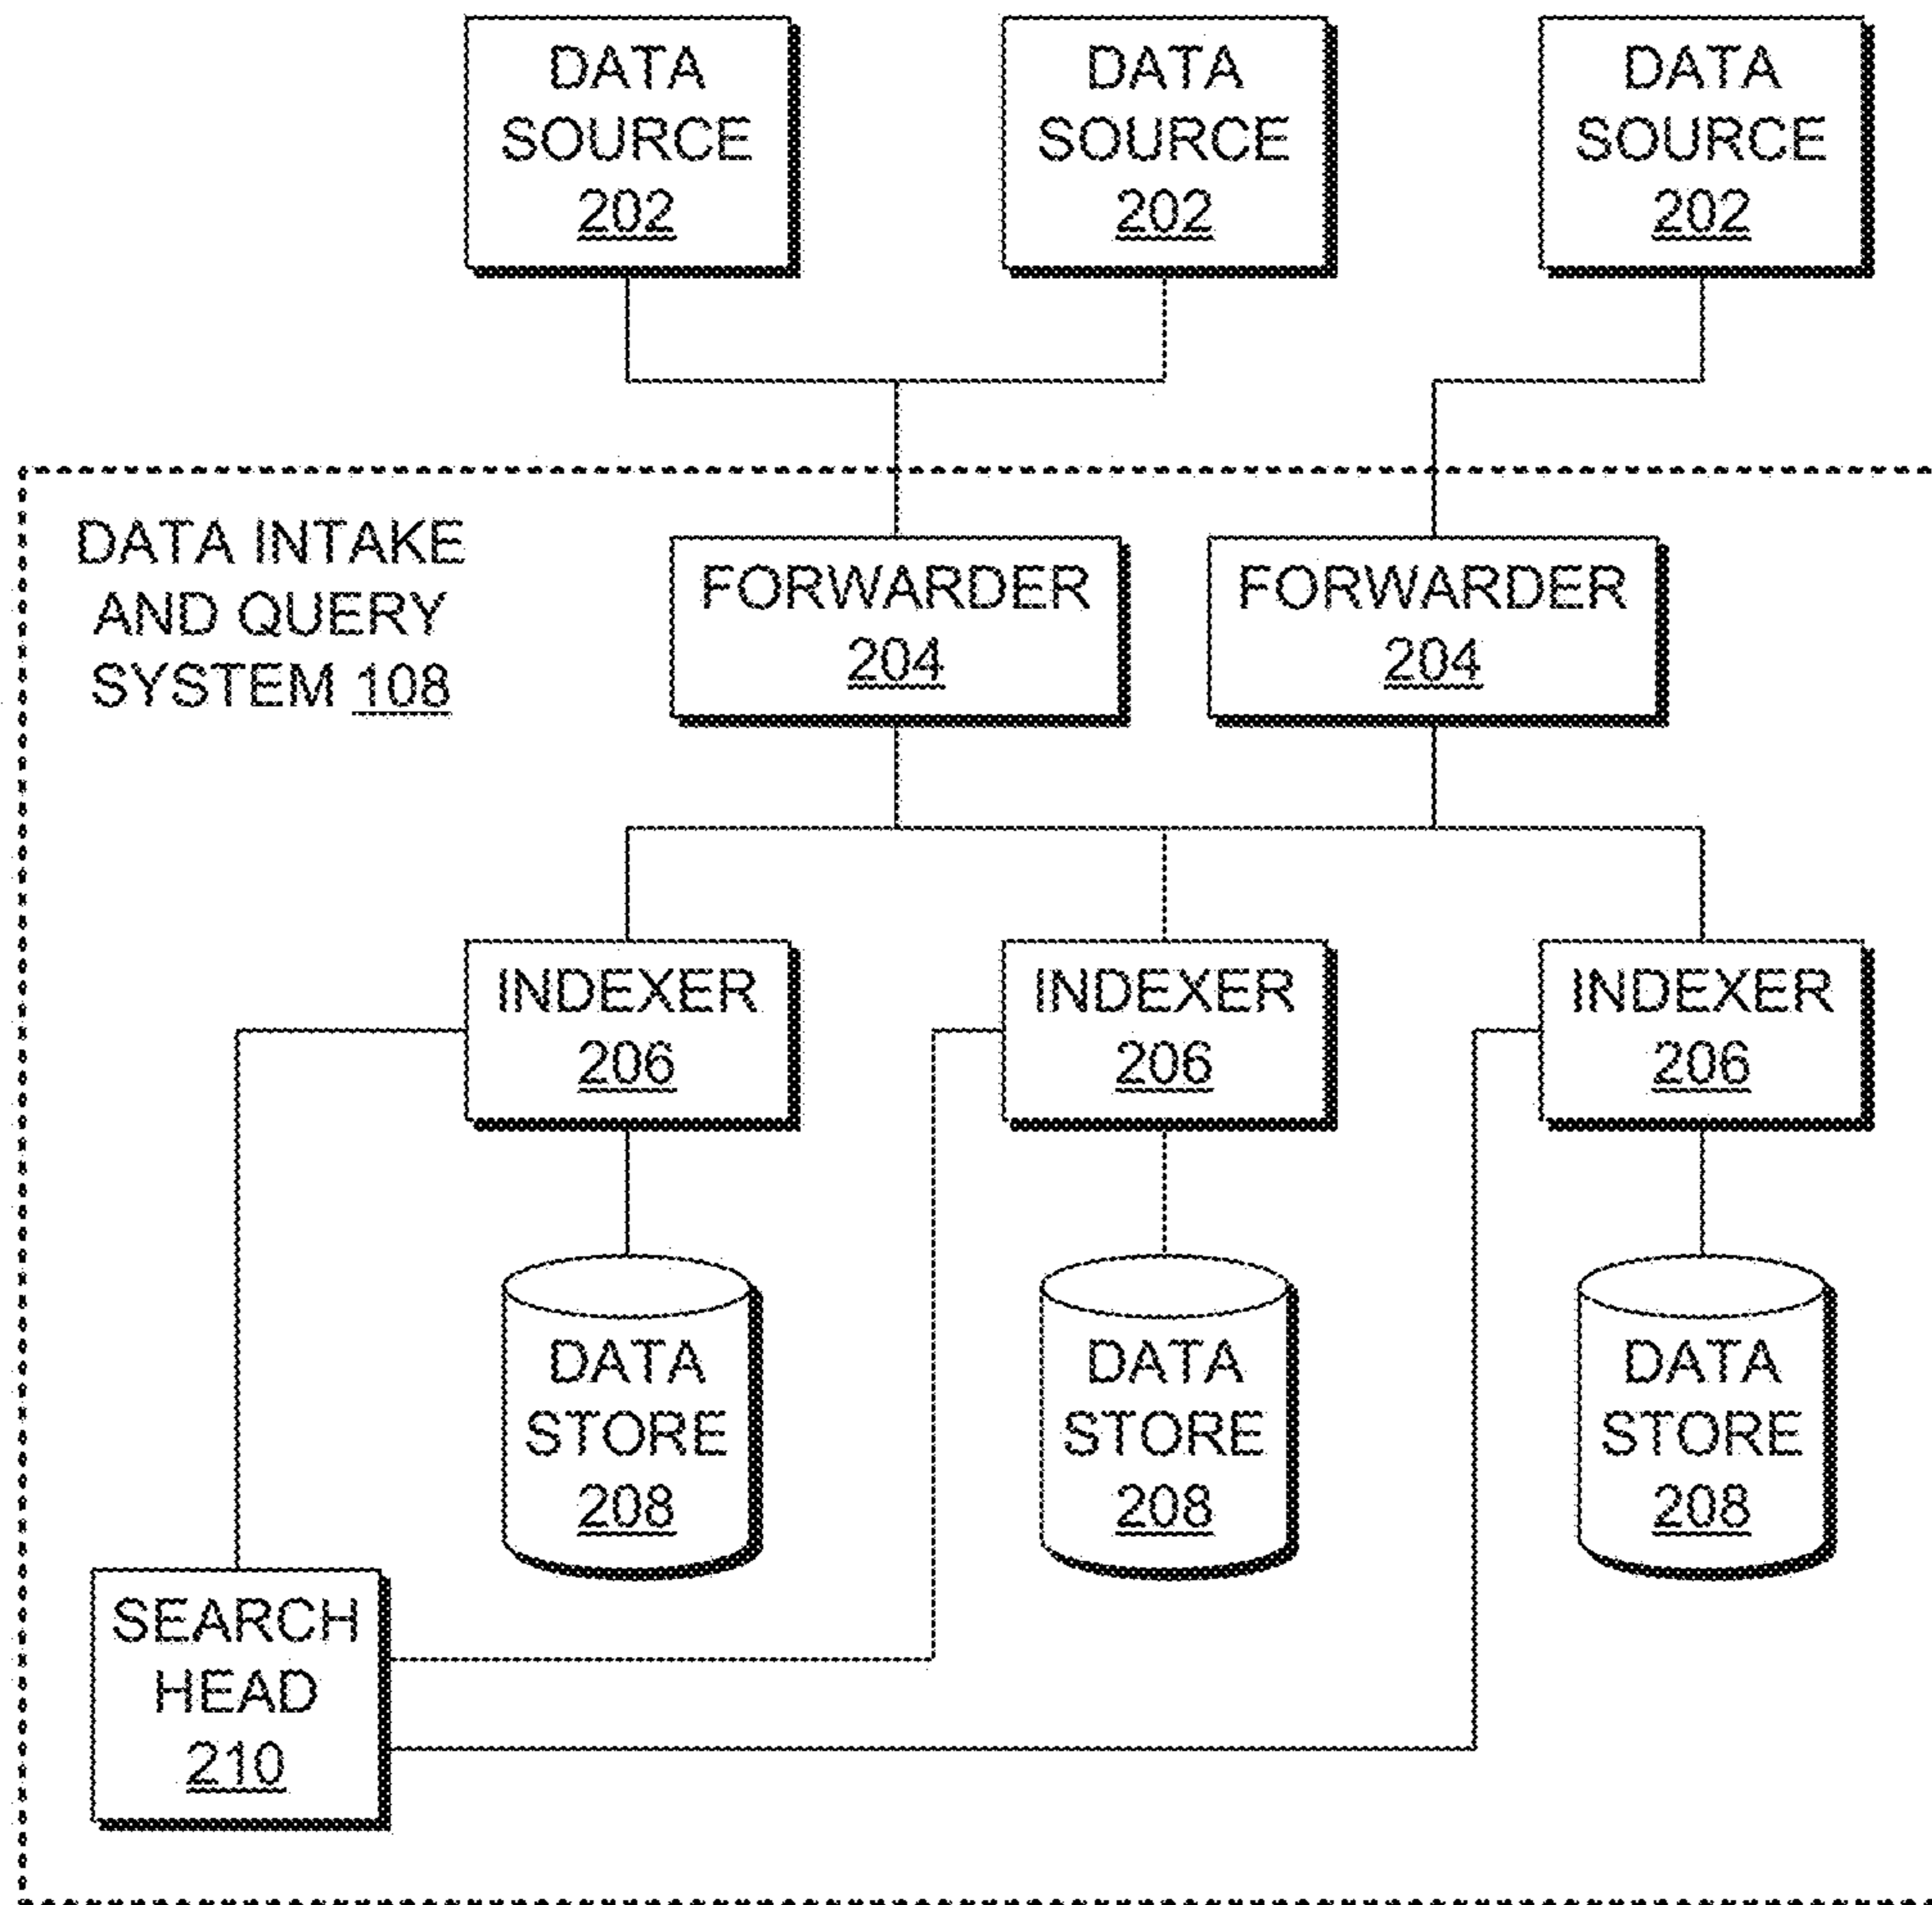 DATA
SOURCE
202
DATA
SOURCE
202
DATA
SOURCE
202
DATA INTAKE
AND QUERY
SYSTEM 108
FORWARDER
204
FORWARDER
204
INDEXER
206
INDEXER
206
INDEXER
206
DATA
STORE
208
DATA
STORE
208
DATA
STORE
208
SEARCH
HEAD
210